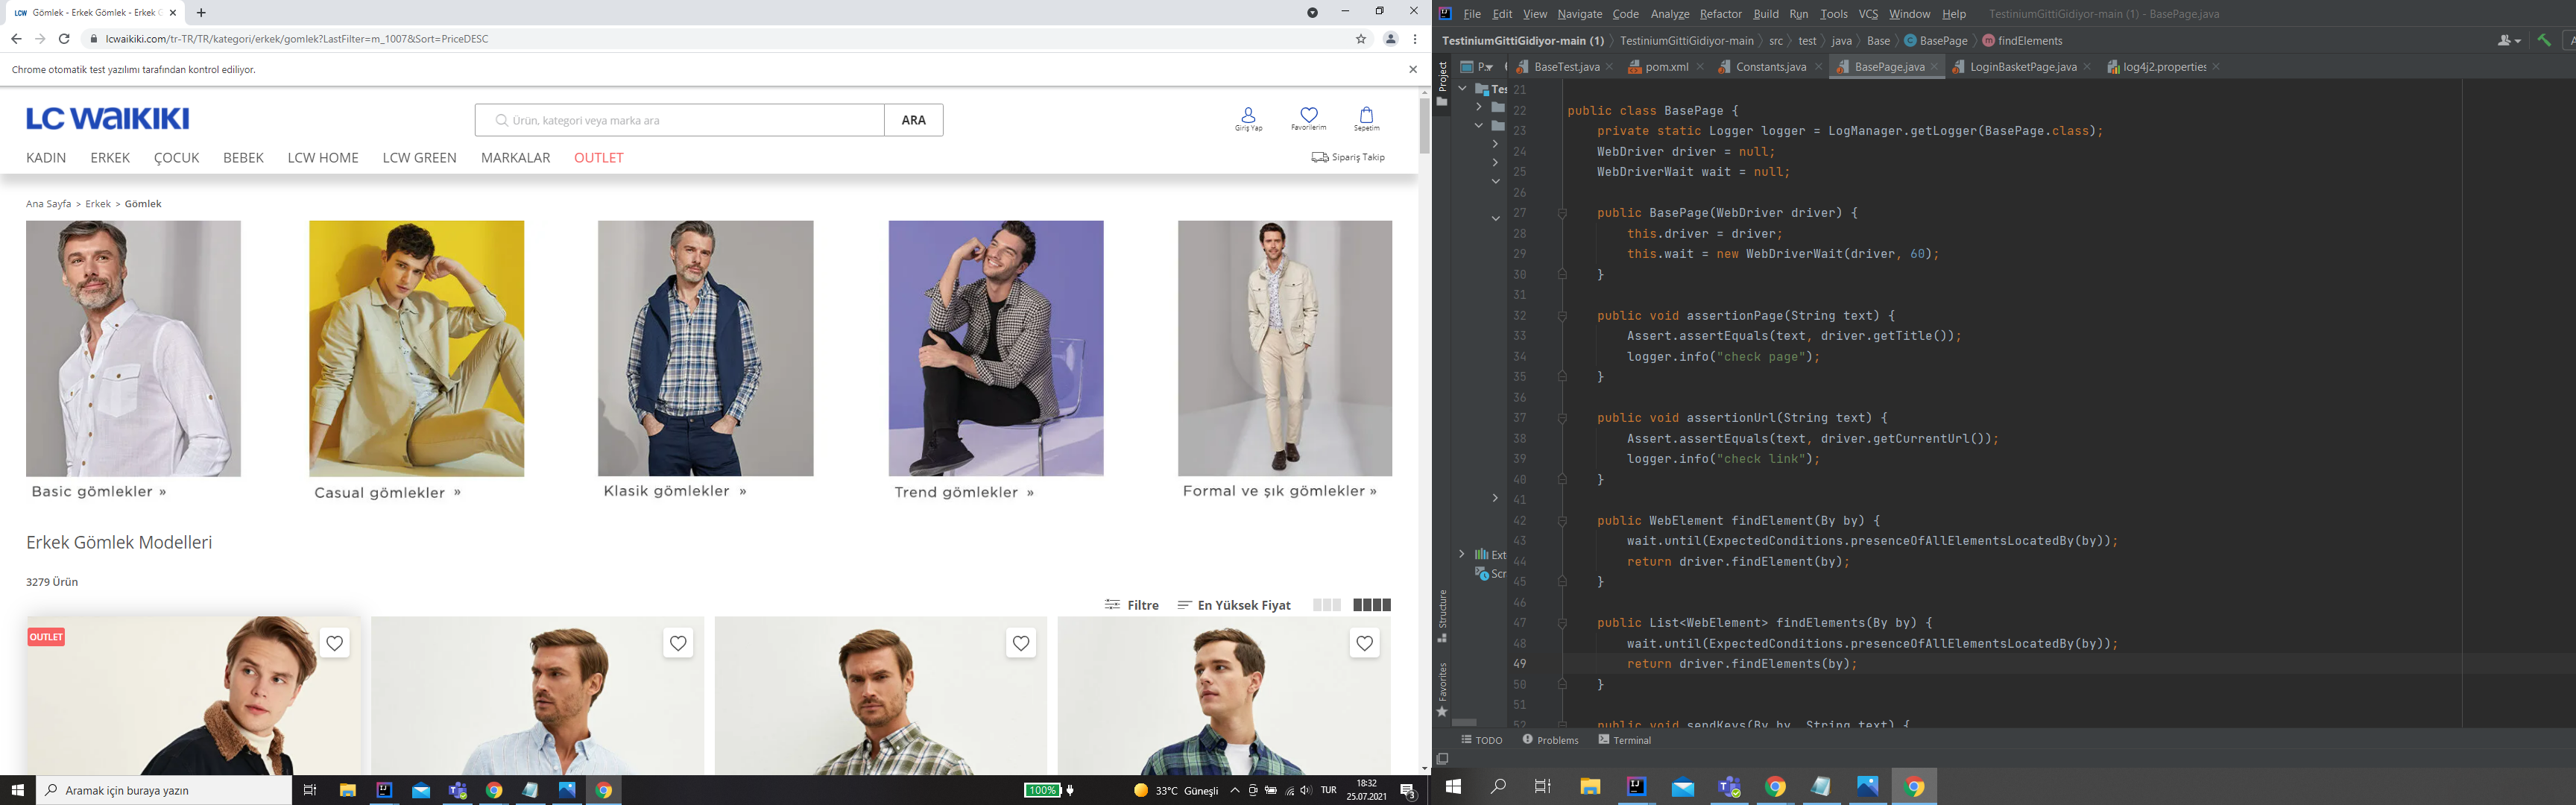 LCW Gömlek - Erkek Gömlek - Erkek G
lcwaikiki.com/tr-TR/TR/kategori/erkek/gomlek?LastFilter=m_1007&Sort=PriceDESC
Chrome otomatik test yazılımı tarafından kontrol ediliyor.
LC WAIKIKI
Ürün, kategori veya marka ara
ARA
Giriş Yap
Favorilerim
Sepetim
KADIN ERKEK ÇOCUK BEBEK LCW HOME LCW GREEN MARKALAR OUTLET
Sipariş Takip
Ana Sayfa > Erkek > Gömlek
Basic gömlekler »
Casual gömlekler »
Klasik gömlekler »
Trend gömlekler »
Formal ve şık gömlekler »
Erkek Gömlek Modelleri
3279 Ürün
Filtre
En Yüksek Fiyat
OUTLET
Aramak için buraya yazın
100%
33°C Güneşli
TUR
18:32
25.07.2021
3
File Edit View Navigate Code Analyze Refactor Build Run Tools VCS Window Help TestiniumGittiGidiyor-main (1) - BasePage.java
TestiniumGittiGidiyor-main (1) TestiniumGittiGidiyor-main src test java Base BasePage findElements
Project
P
BaseTest.java pom.xml Constants.java BasePage.java LoginBasketPage.java log4j2.properties
Tes
Ext
Scr
Structure
Favorites
21
22 public class BasePage {
23 private static Logger logger = LogManager.getLogger(BasePage.class);
24 WebDriver driver = null;
25 WebDriverWait wait = null;
26
27 public BasePage(WebDriver driver) {
28 this.driver = driver;
29 this.wait = new WebDriverWait(driver, 60);
30 }
31
32 public void assertionPage(String text) {
33 Assert.assertEquals(text, driver.getTitle());
34 logger.info("check page");
35 }
36
37 public void assertionUrl(String text) {
38 Assert.assertEquals(text, driver.getCurrentUrl());
39 logger.info("check link");
40 }
41
42 public WebElement findElement(By by) {
43 wait.until(ExpectedConditions.presenceOfAllElementsLocatedBy(by));
44 return driver.findElement(by);
45 }
46
47 public List<WebElement> findElements(By by) {
48 wait.until(ExpectedConditions.presenceOfAllElementsLocatedBy(by));
49 return driver.findElements(by);
50 }
51
52 public void sendKeys(By by, String text) {
TODO Problems Terminal